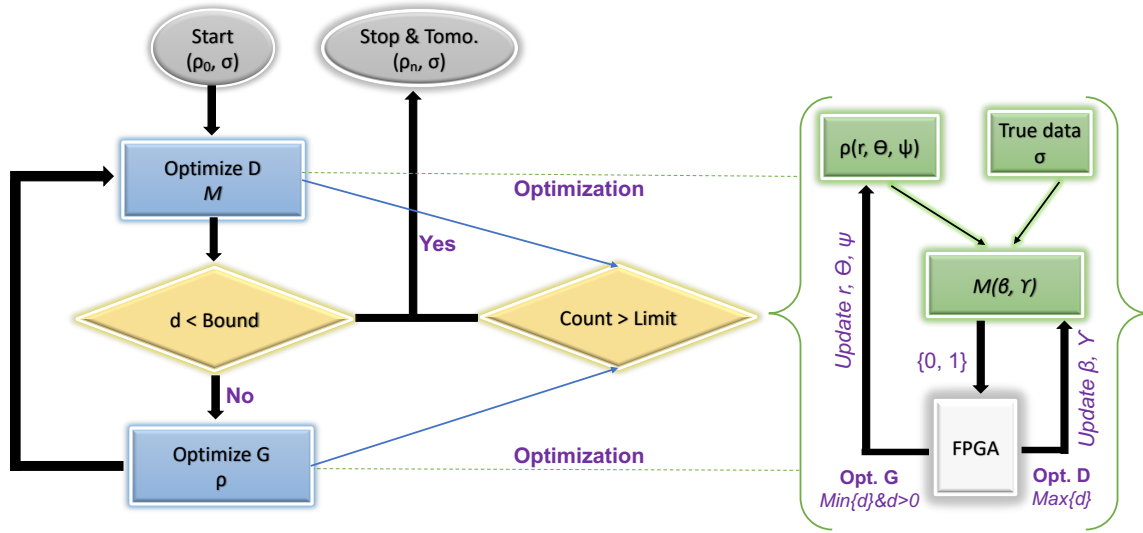 Start
(ρ₀, σ)
Stop & Tomo.
(ρₙ, σ)
Optimize D
M
Optimization
Yes
d < Bound
Count > Limit
No
Optimize G
ρ
Optimization
ρ(r, Θ, ψ)
True data
σ
M(β, ϒ)
Update r, Θ, ψ
{0, 1}
Update β, ϒ
FPGA
Opt. G
Min{d}&d>0
Opt. D
Max{d}